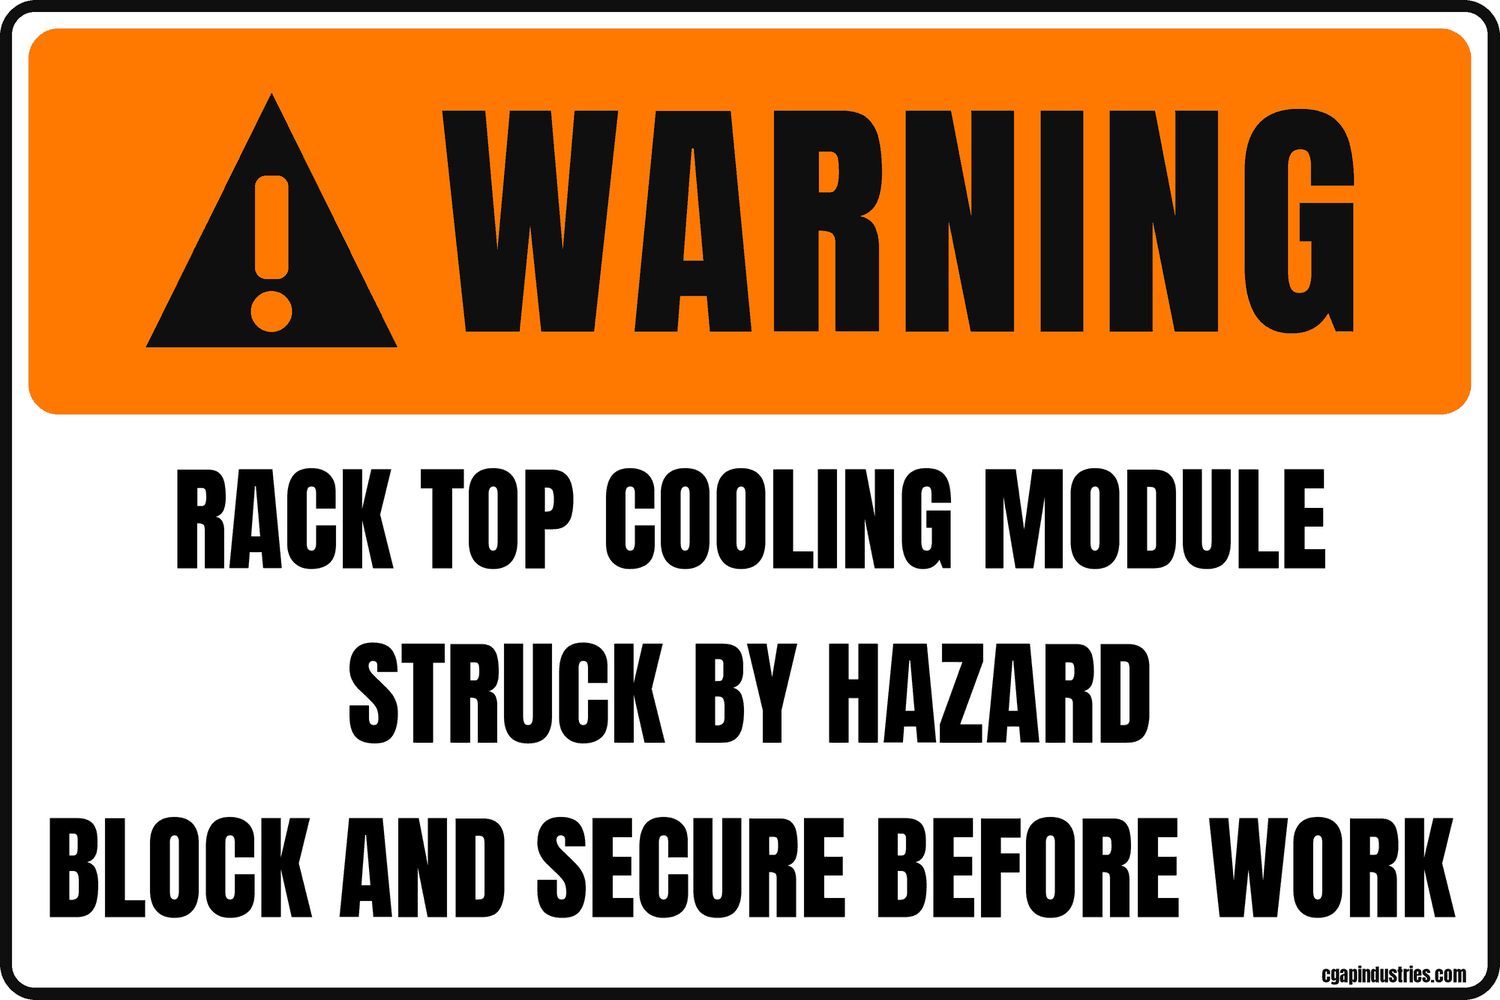 WARNING
RACK TOP COOLING MODULE
STRUCK BY HAZARD
BLOCK AND SECURE BEFORE WORK
cgapindustries.com